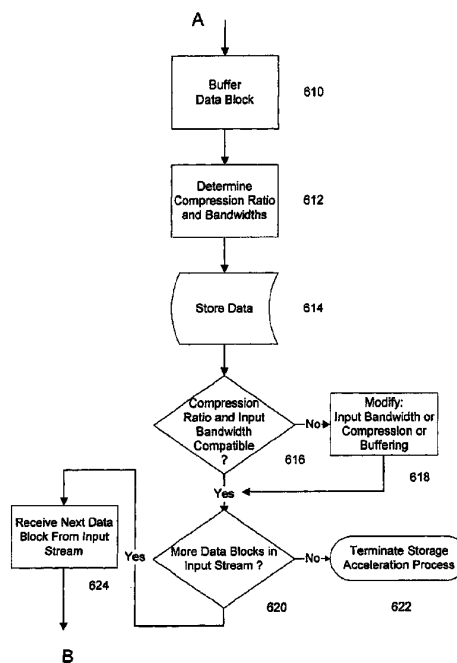 A
Buffer
Data Block
610
Determine
Compression Ratio
and Bandwidths
612
Store Data
614
Compression
Ratio and Input
Bandwidth
Compatible
?
616
No
Modify:
Input Bandwidth or
Compression or
Buffering
618
Yes
More Data Blocks in
Input Stream ?
620
No
Terminate Storage
Acceleration Process
622
Yes
Receive Next Data
Block From Input
Stream
624
B